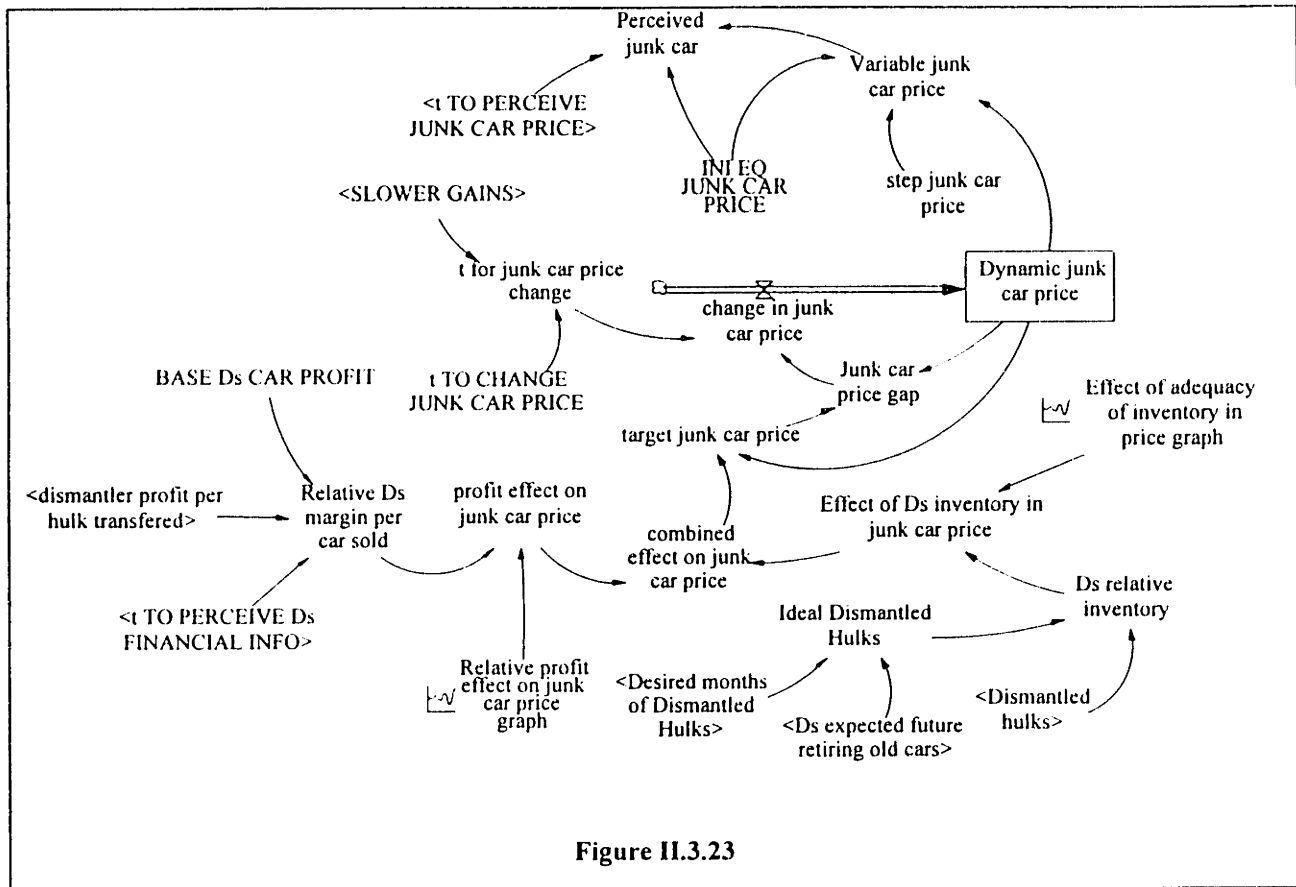 Perceived
junk car
Variable junk
car price
<t TO PERCEIVE
JUNK CAR PRICE>
INI EQ
JUNK CAR
PRICE
step junk car
price
<SLOWER GAINS>
t for junk car price
change
Dynamic junk
car price
change in junk
car price
BASE Ds CAR PROFIT
t TO CHANGE
JUNK CAR PRICE
Junk car
price gap
Effect of adequacy
of inventory in
price graph
target junk car price
<dismantler profit per
hulk transfered>
Relative Ds
margin per
car sold
profit effect on
junk car price
combined
effect on junk
car price
Effect of Ds inventory in
junk car price
<t TO PERCEIVE Ds
FINANCIAL INFO>
Ideal Dismantled
Hulks
Ds relative
inventory
Relative profit
effect on junk
car price
graph
<Desired months
of Dismantled
Hulks>
<Ds expected future
retiring old cars>
<Dismantled
hulks>
Figure II.3.23